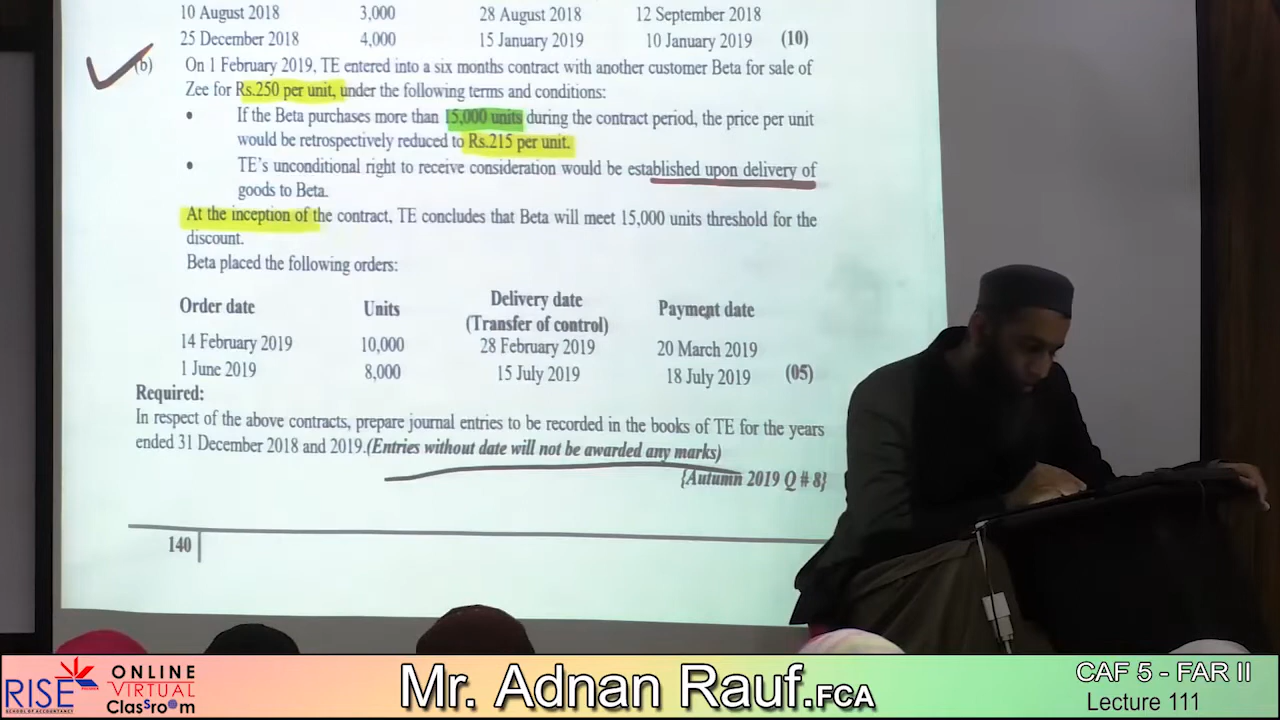 10 August 2018 3,000 28 August 2018 12 September 2018
25 December 2018 4,000 15 January 2019 10 January 2019 (10)
(b) On 1 February 2019, TE entered into a six months contract with another customer Beta for sale of
Zee for Rs.250 per unit, under the following terms and conditions:
• If the Beta purchases more than 15,000 units during the contract period, the price per unit
would be retrospectively reduced to Rs.215 per unit.
• TE's unconditional right to receive consideration would be established upon delivery of
goods to Beta.
At the inception of the contract, TE concludes that Beta will meet 15,000 units threshold for the
discount.
Beta placed the following orders:
Order date Units Delivery date (Transfer of control) Payment date
14 February 2019 10,000 28 February 2019 20 March 2019
1 June 2019 8,000 15 July 2019 18 July 2019 (05)
Required:
In respect of the above contracts, prepare journal entries to be recorded in the books of TE for the years
ended 31 December 2018 and 2019.(Entries without date will not be awarded any marks)
{Autumn 2019 Q # 8}
140
RISE
SCHOOL OF ACCOUNTANCY
ONLINE
VIRTUAL
ClasSro@m
Mr. Adnan Rauf.FCA
CAF 5 - FAR II
Lecture 111